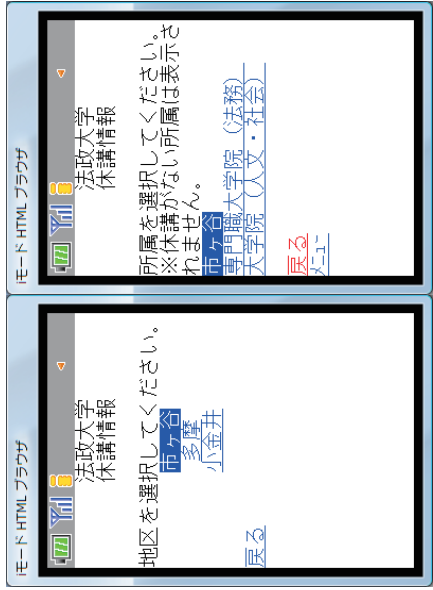 iモード HTML ブラウザ
法政大学
休講情報
地区を選択してください。
市ヶ谷
多摩
小金井
戻る
iモード HTML ブラウザ
法政大学
休講情報
所属を選択してください。
※休講がない所属は表示さ
れません。
市ヶ谷
専門職大学院（法務）
大学院（人文・社会）
戻る
メニュー